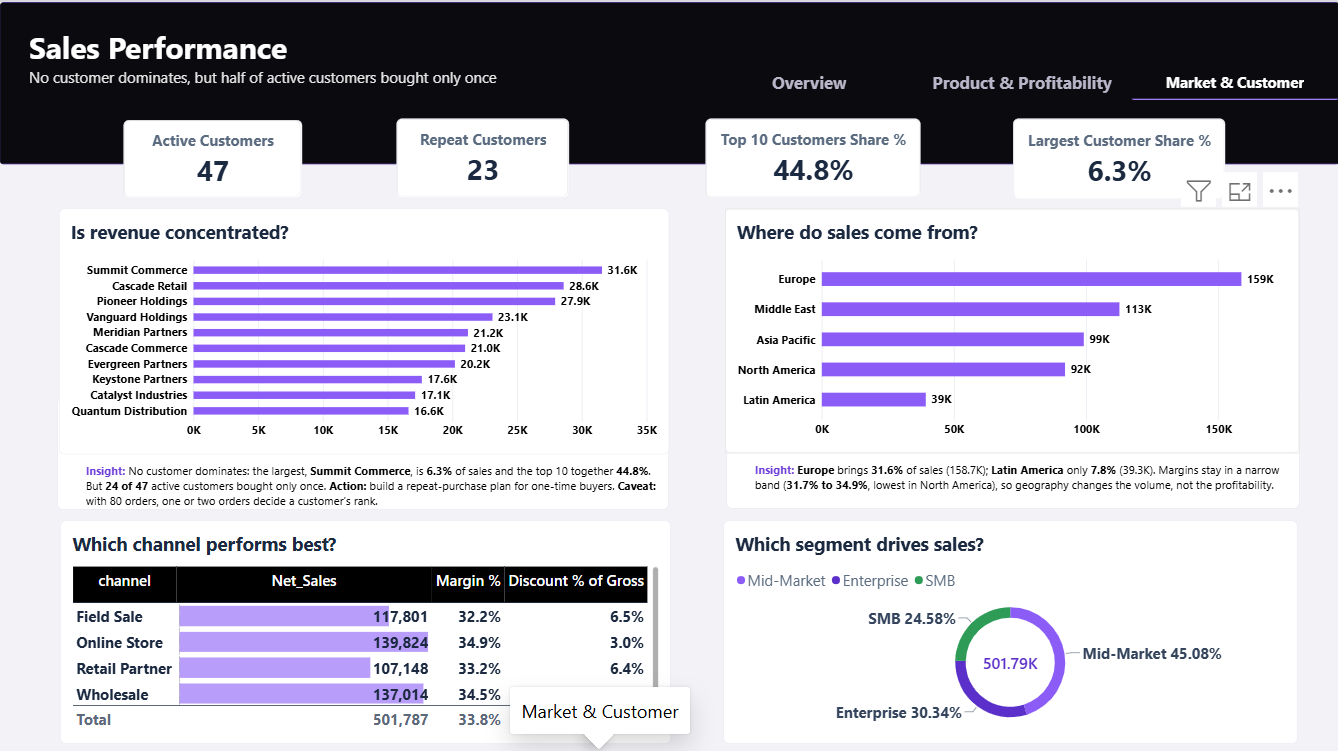 Sales Performance
No customer dominates, but half of active customers bought only once
Overview
Product & Profitability
Market & Customer
Active Customers
47
Repeat Customers
23
Top 10 Customers Share %
44.8%
Largest Customer Share %
6.3%
Is revenue concentrated?
Summit Commerce 31.6K
Cascade Retail 28.6K
Pioneer Holdings 27.9K
Vanguard Holdings 23.1K
Meridian Partners 21.2K
Cascade Commerce 21.0K
Evergreen Partners 20.2K
Keystone Partners 17.6K
Catalyst Industries 17.1K
Quantum Distribution 16.6K
0K 5K 10K 15K 20K 25K 30K 35K
Insight: No customer dominates: the largest, Summit Commerce, is 6.3% of sales and the top 10 together 44.8%.
But 24 of 47 active customers bought only once. Action: build a repeat-purchase plan for one-time buyers. Caveat:
with 80 orders, one or two orders decide a customer's rank.
Where do sales come from?
Europe 159K
Middle East 113K
Asia Pacific 99K
North America 92K
Latin America 39K
0K 50K 100K 150K
Insight: Europe brings 31.6% of sales (158.7K); Latin America only 7.8% (39.3K). Margins stay in a narrow
band (31.7% to 34.9%, lowest in North America), so geography changes the volume, not the profitability.
Which channel performs best?
channel Net_Sales Margin % Discount % of Gross
Field Sale 117,801 32.2% 6.5%
Online Store 139,824 34.9% 3.0%
Retail Partner 107,148 33.2% 6.4%
Wholesale 137,014 34.5%
Total 501,787 33.8%
Market & Customer
Which segment drives sales?
Mid-Market Enterprise SMB
SMB 24.58%
501.79K
Mid-Market 45.08%
Enterprise 30.34%